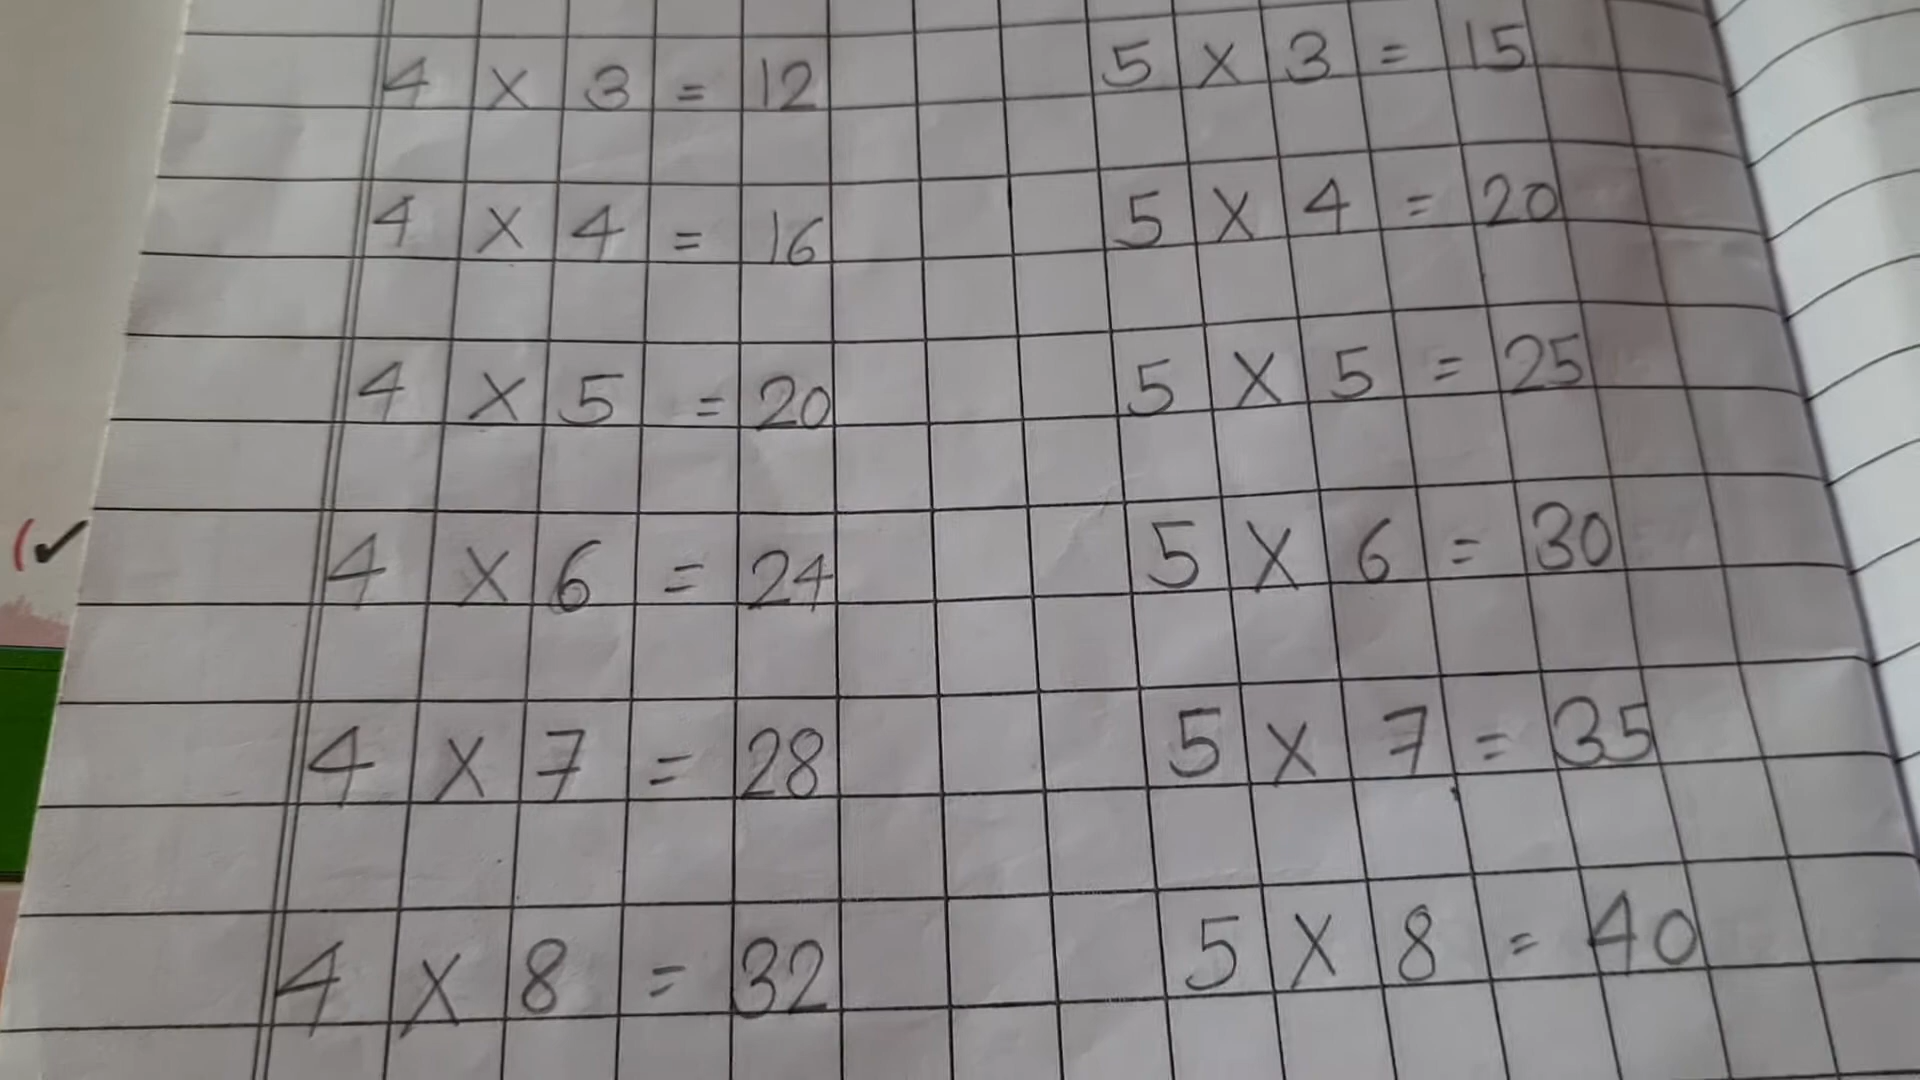 4 × 3 = 12
5 × 3 = 15
4 × 4 = 16
5 × 4 = 20
4 × 5 = 20
5 × 5 = 25
4 × 6 = 24
5 × 6 = 30
4 × 7 = 28
5 × 7 = 35
4 × 8 = 32
5 × 8 = 40